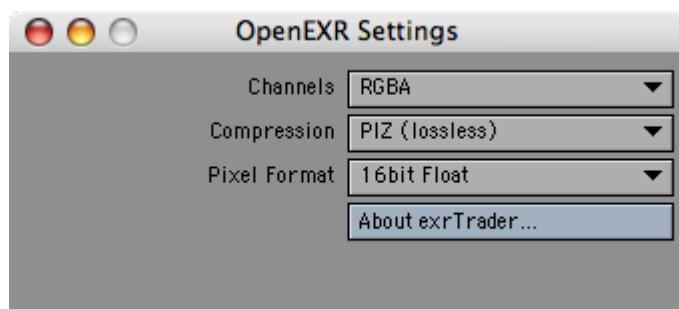 OpenEXR Settings
Channels RGBA
Compression PIZ (lossless)
Pixel Format 16bit Float
About exrTrader...